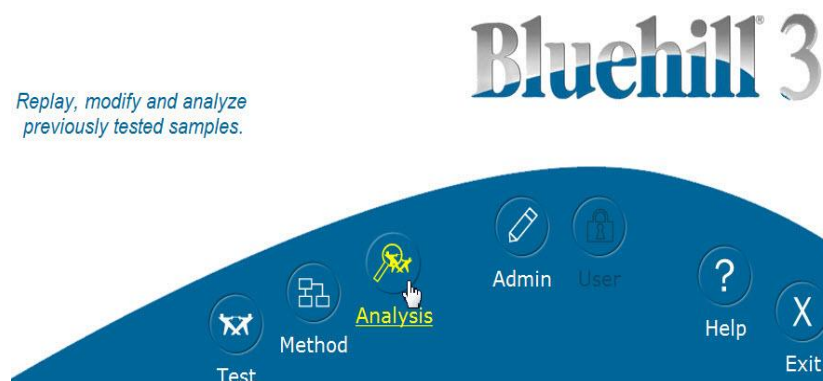 Bluehill® 3
Replay, modify and analyze
previously tested samples.
Admin
User
Analysis
?
Help
Method
X
Exit
Test